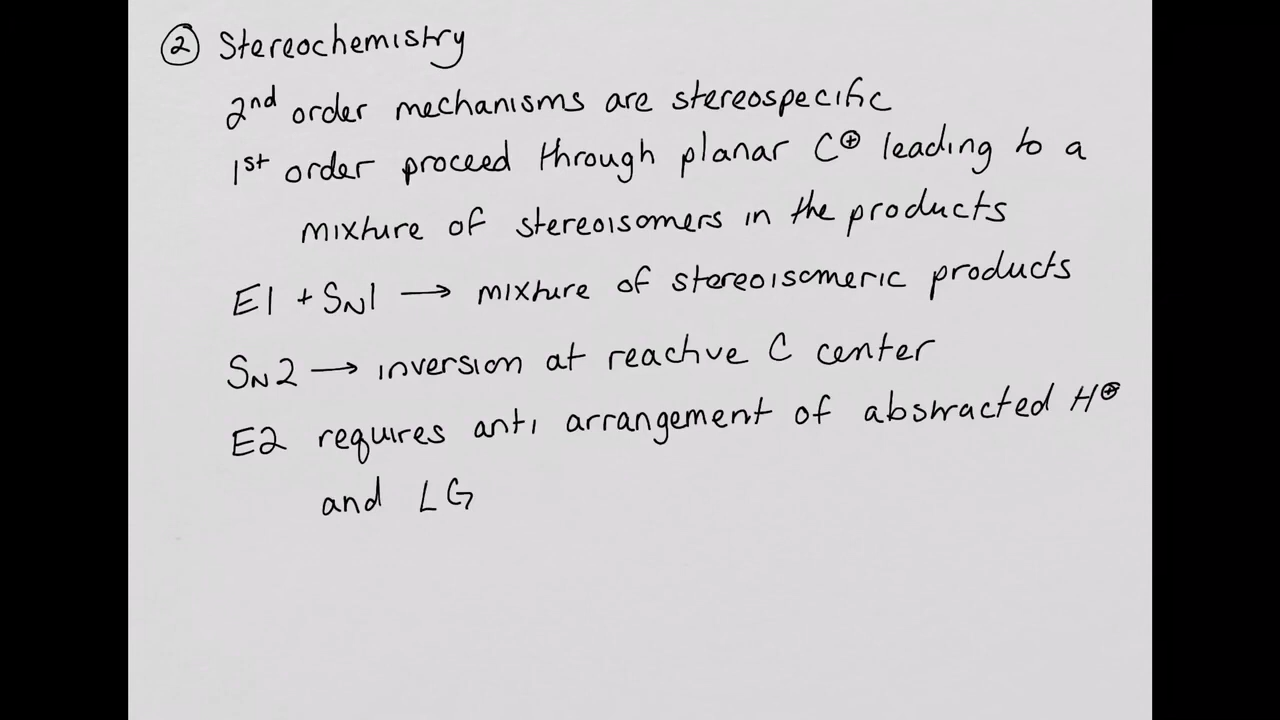 ② Stereochemistry
2nd order mechanisms are stereospecific
1st order proceed through planar C⊕ leading to a
mixture of stereoisomers in the products
E1 + SN1 → mixture of stereoisomeric products
SN2 → inversion at reactive C center
E2 requires anti arrangement of abstracted H⊕
and LG